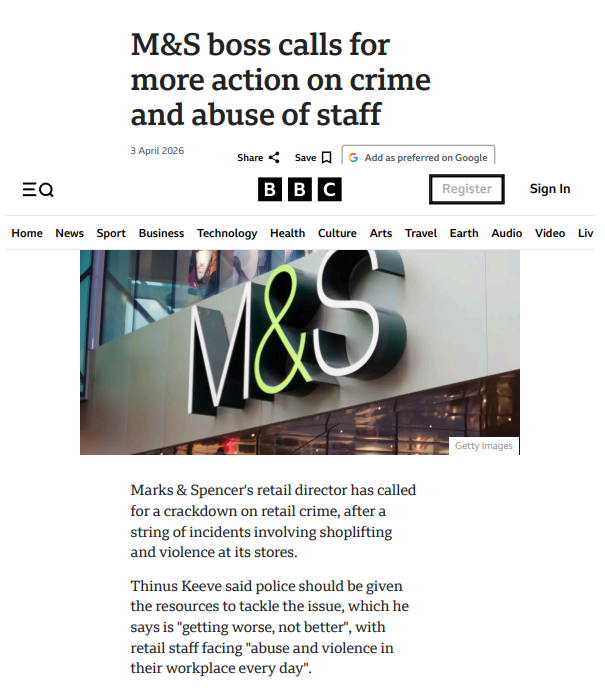 M&S boss calls for
more action on crime
and abuse of staff
3 April 2026
Share
Save
Add as preferred on Google
BBC
Register
Sign In
Home News Sport Business Technology Health Culture Arts Travel Earth Audio Video Liv
M&S
Getty Images
Marks & Spencer's retail director has called
for a crackdown on retail crime, after a
string of incidents involving shoplifting
and violence at its stores.
Thinus Keeve said police should be given
the resources to tackle the issue, which he
says is "getting worse, not better", with
retail staff facing "abuse and violence in
their workplace every day".